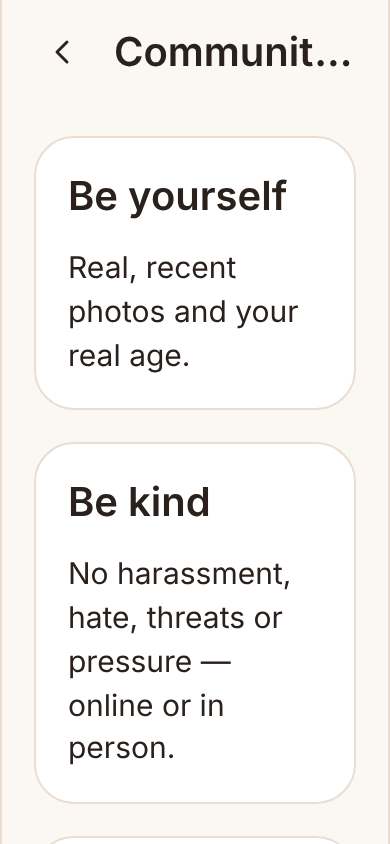 Communit...
Be yourself
Real, recent
photos and your
real age.
Be kind
No harassment,
hate, threats or
pressure —
online or in
person.